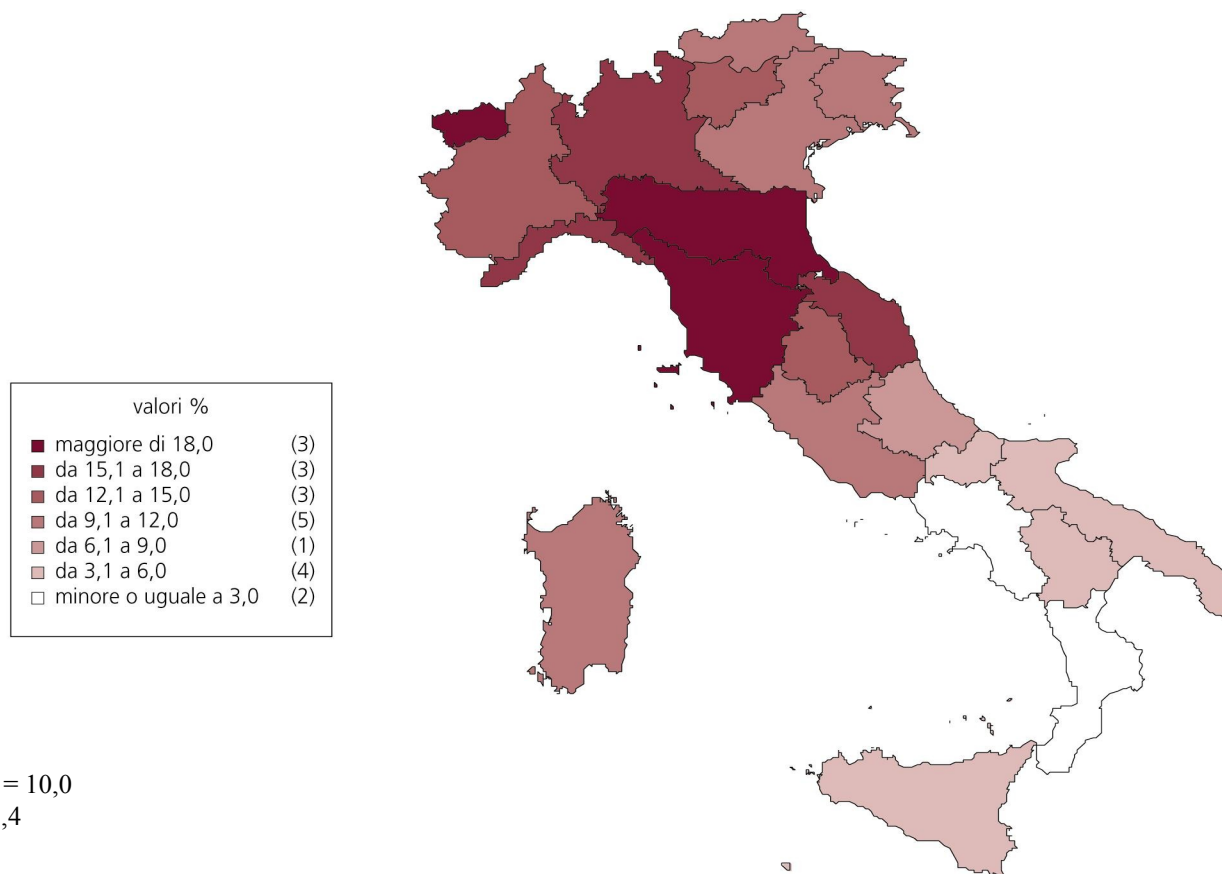 valori %
maggiore di 18,0 (3)
da 15,1 a 18,0 (3)
da 12,1 a 15,0 (3)
da 9,1 a 12,0 (5)
da 6,1 a 9,0 (1)
da 3,1 a 6,0 (4)
minore o uguale a 3,0 (2)
= 10,0
,4